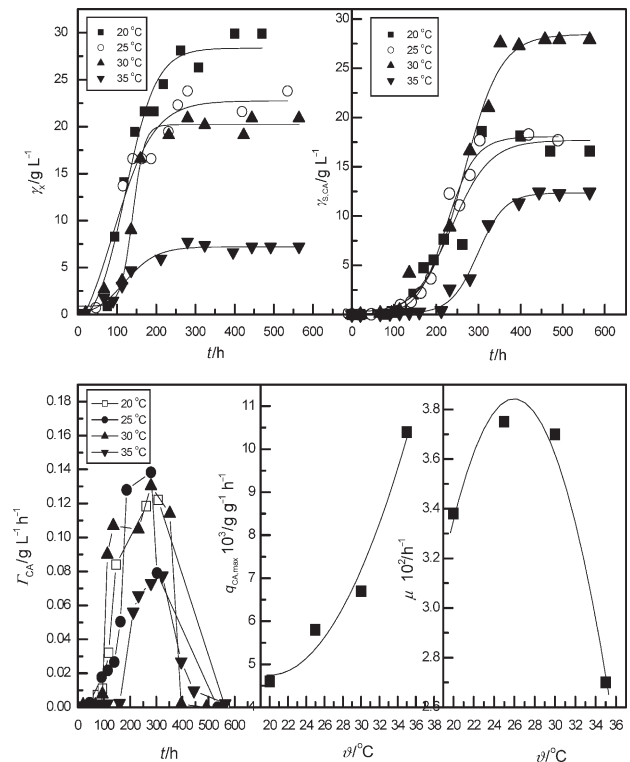 30
25
20
15
10
5
0
γx/g L⁻¹
20 °C
25 °C
30 °C
35 °C
0 100 200 300 400 500 600
t/h
30
25
20
15
10
5
0
γS,CA/g L⁻¹
20 °C
25 °C
30 °C
35 °C
0 100 200 300 400 500 600
t/h
0.18
0.16
0.14
0.12
0.10
0.08
0.06
0.04
0.02
0.00
ΓCA/g L⁻¹ h⁻¹
20 °C
25 °C
30 °C
35 °C
0 100 200 300 400 500 600
t/h
11
10
9
8
7
6
5
4
qCA,max 10³/g g⁻¹ h⁻¹
20 22 24 26 28 30 32 34 36 38
ϑ/°C
3.8
3.6
3.4
3.2
3.0
2.8
2.6
μ 10²/h⁻¹
20 22 24 26 28 30 32 34 36
ϑ/°C